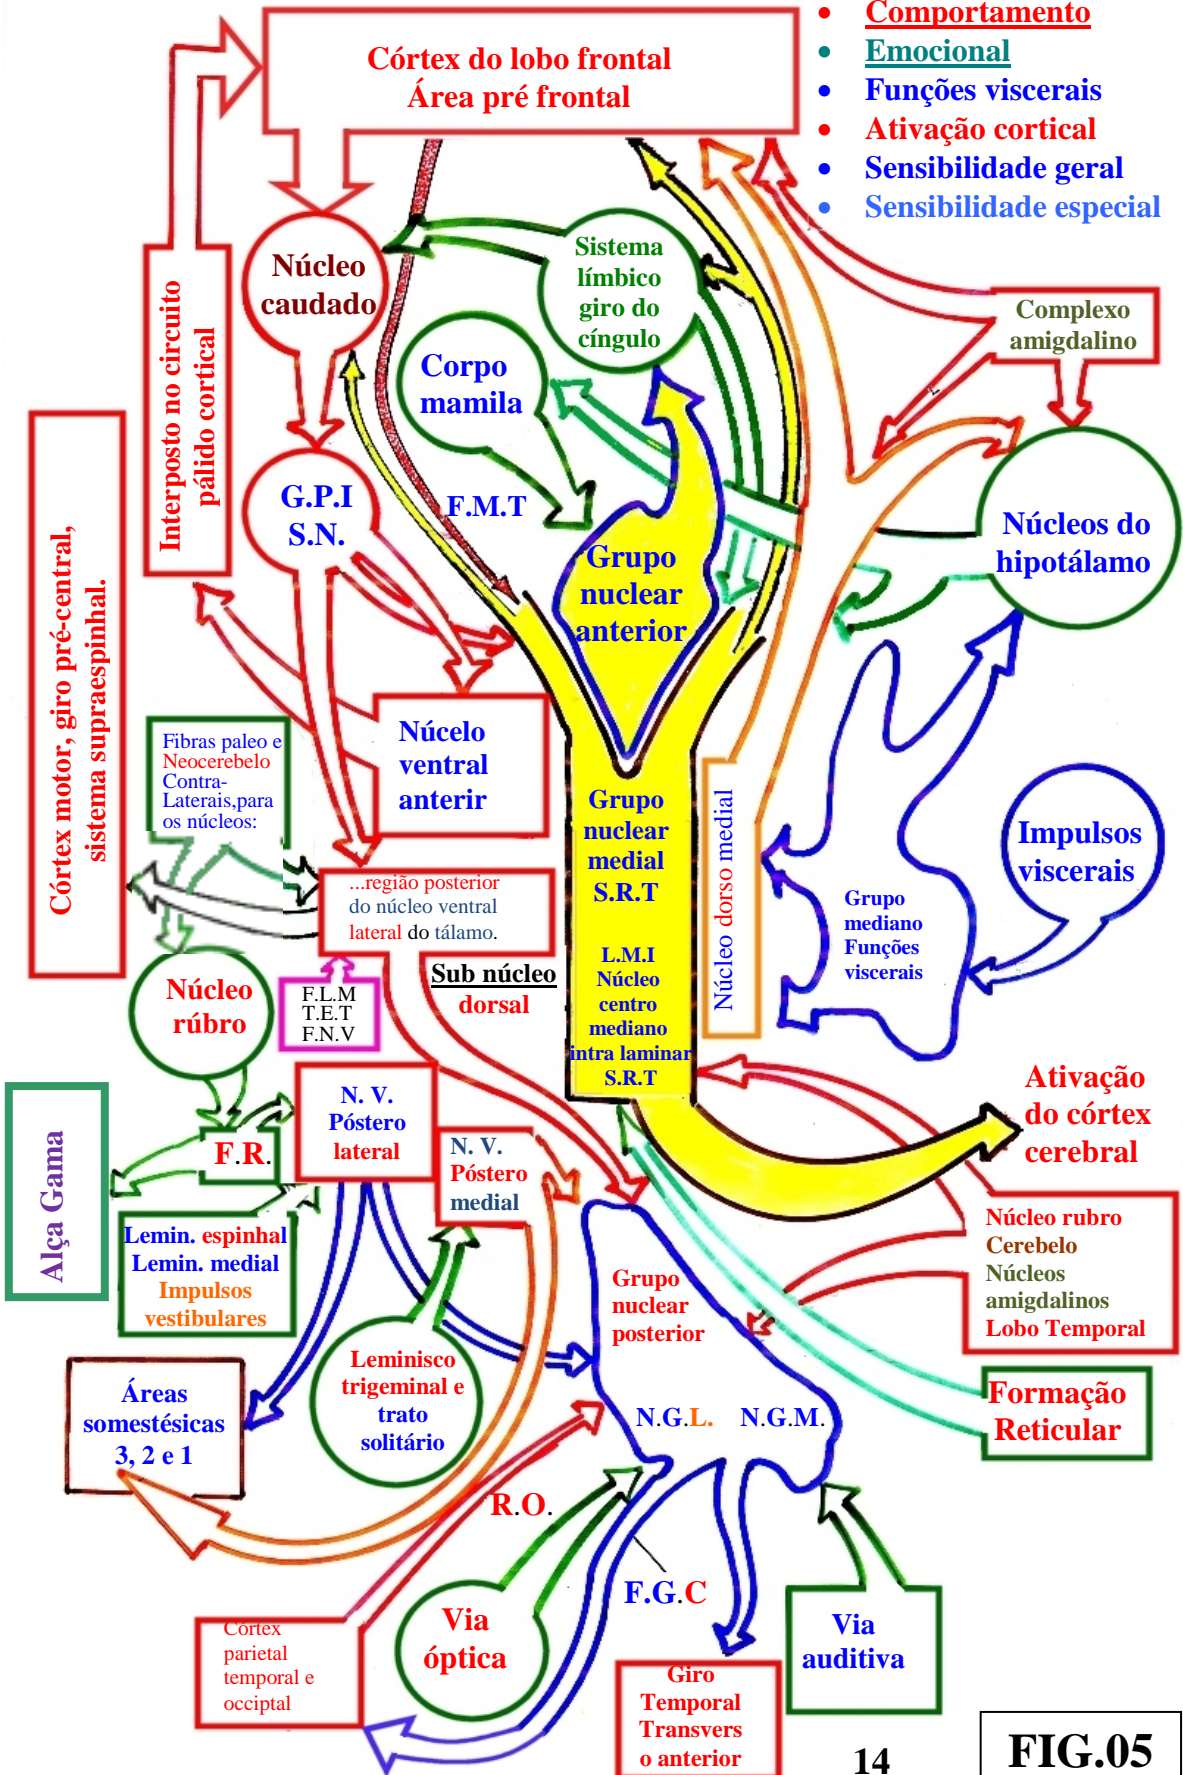 Comportamento
Emocional
Funções viscerais
Ativação cortical
Sensibilidade geral
Sensibilidade especial
Córtex do lobo frontal
Área pré frontal
Núcleo
caudado
Sistema
límbico
giro do
cíngulo
Complexo
amigdalino
Interposto no circuito
pálido cortical
Corpo
mamila
G.P.I
S.N.
F.M.T
Grupo
nuclear
anterior
Núcleos do
hipotálamo
Córtex motor, giro pré-central,
sistema supraespinhal.
Fibras paleo e
Neocerebelo
Contra-
Laterais,para
os núcleos:
Núcelo
ventral
anterir
Grupo
nuclear
medial
S.R.T
L.M.I
Núcleo
centro
mediano
intra laminar
S.R.T
Núcleo dorso medial
Grupo
mediano
Funções
viscerais
Impulsos
viscerais
...região posterior
do núcleo ventral
lateral do tálamo.
Sub núcleo
dorsal
Núcleo
rúbro
F.L.M
T.E.T
F.N.V
Alça Gama
F.R.
N. V.
Póstero
lateral
N. V.
Póstero
medial
Ativação
do córtex
cerebral
Lemin. espinhal
Lemin. medial
Impulsos
vestibulares
Grupo
nuclear
posterior
Núcleo rubro
Cerebelo
Núcleos
amigdalinos
Lobo Temporal
Leminisco
trigeminal e
trato
solitário
Áreas
somestésicas
3, 2 e 1
N.G.L. N.G.M.
Formação
Reticular
R.O.
F.G.C
Córtex
parietal
temporal e
occiptal
Via
óptica
Via
auditiva
Giro
Temporal
Transvers
o anterior
14
FIG.05